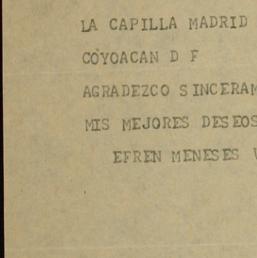 LA CAPILLA MADRID
COYOACAN D F
AGRADEZCO SINCERAM
MIS MEJORES DESEOS
EFREN MENESES V